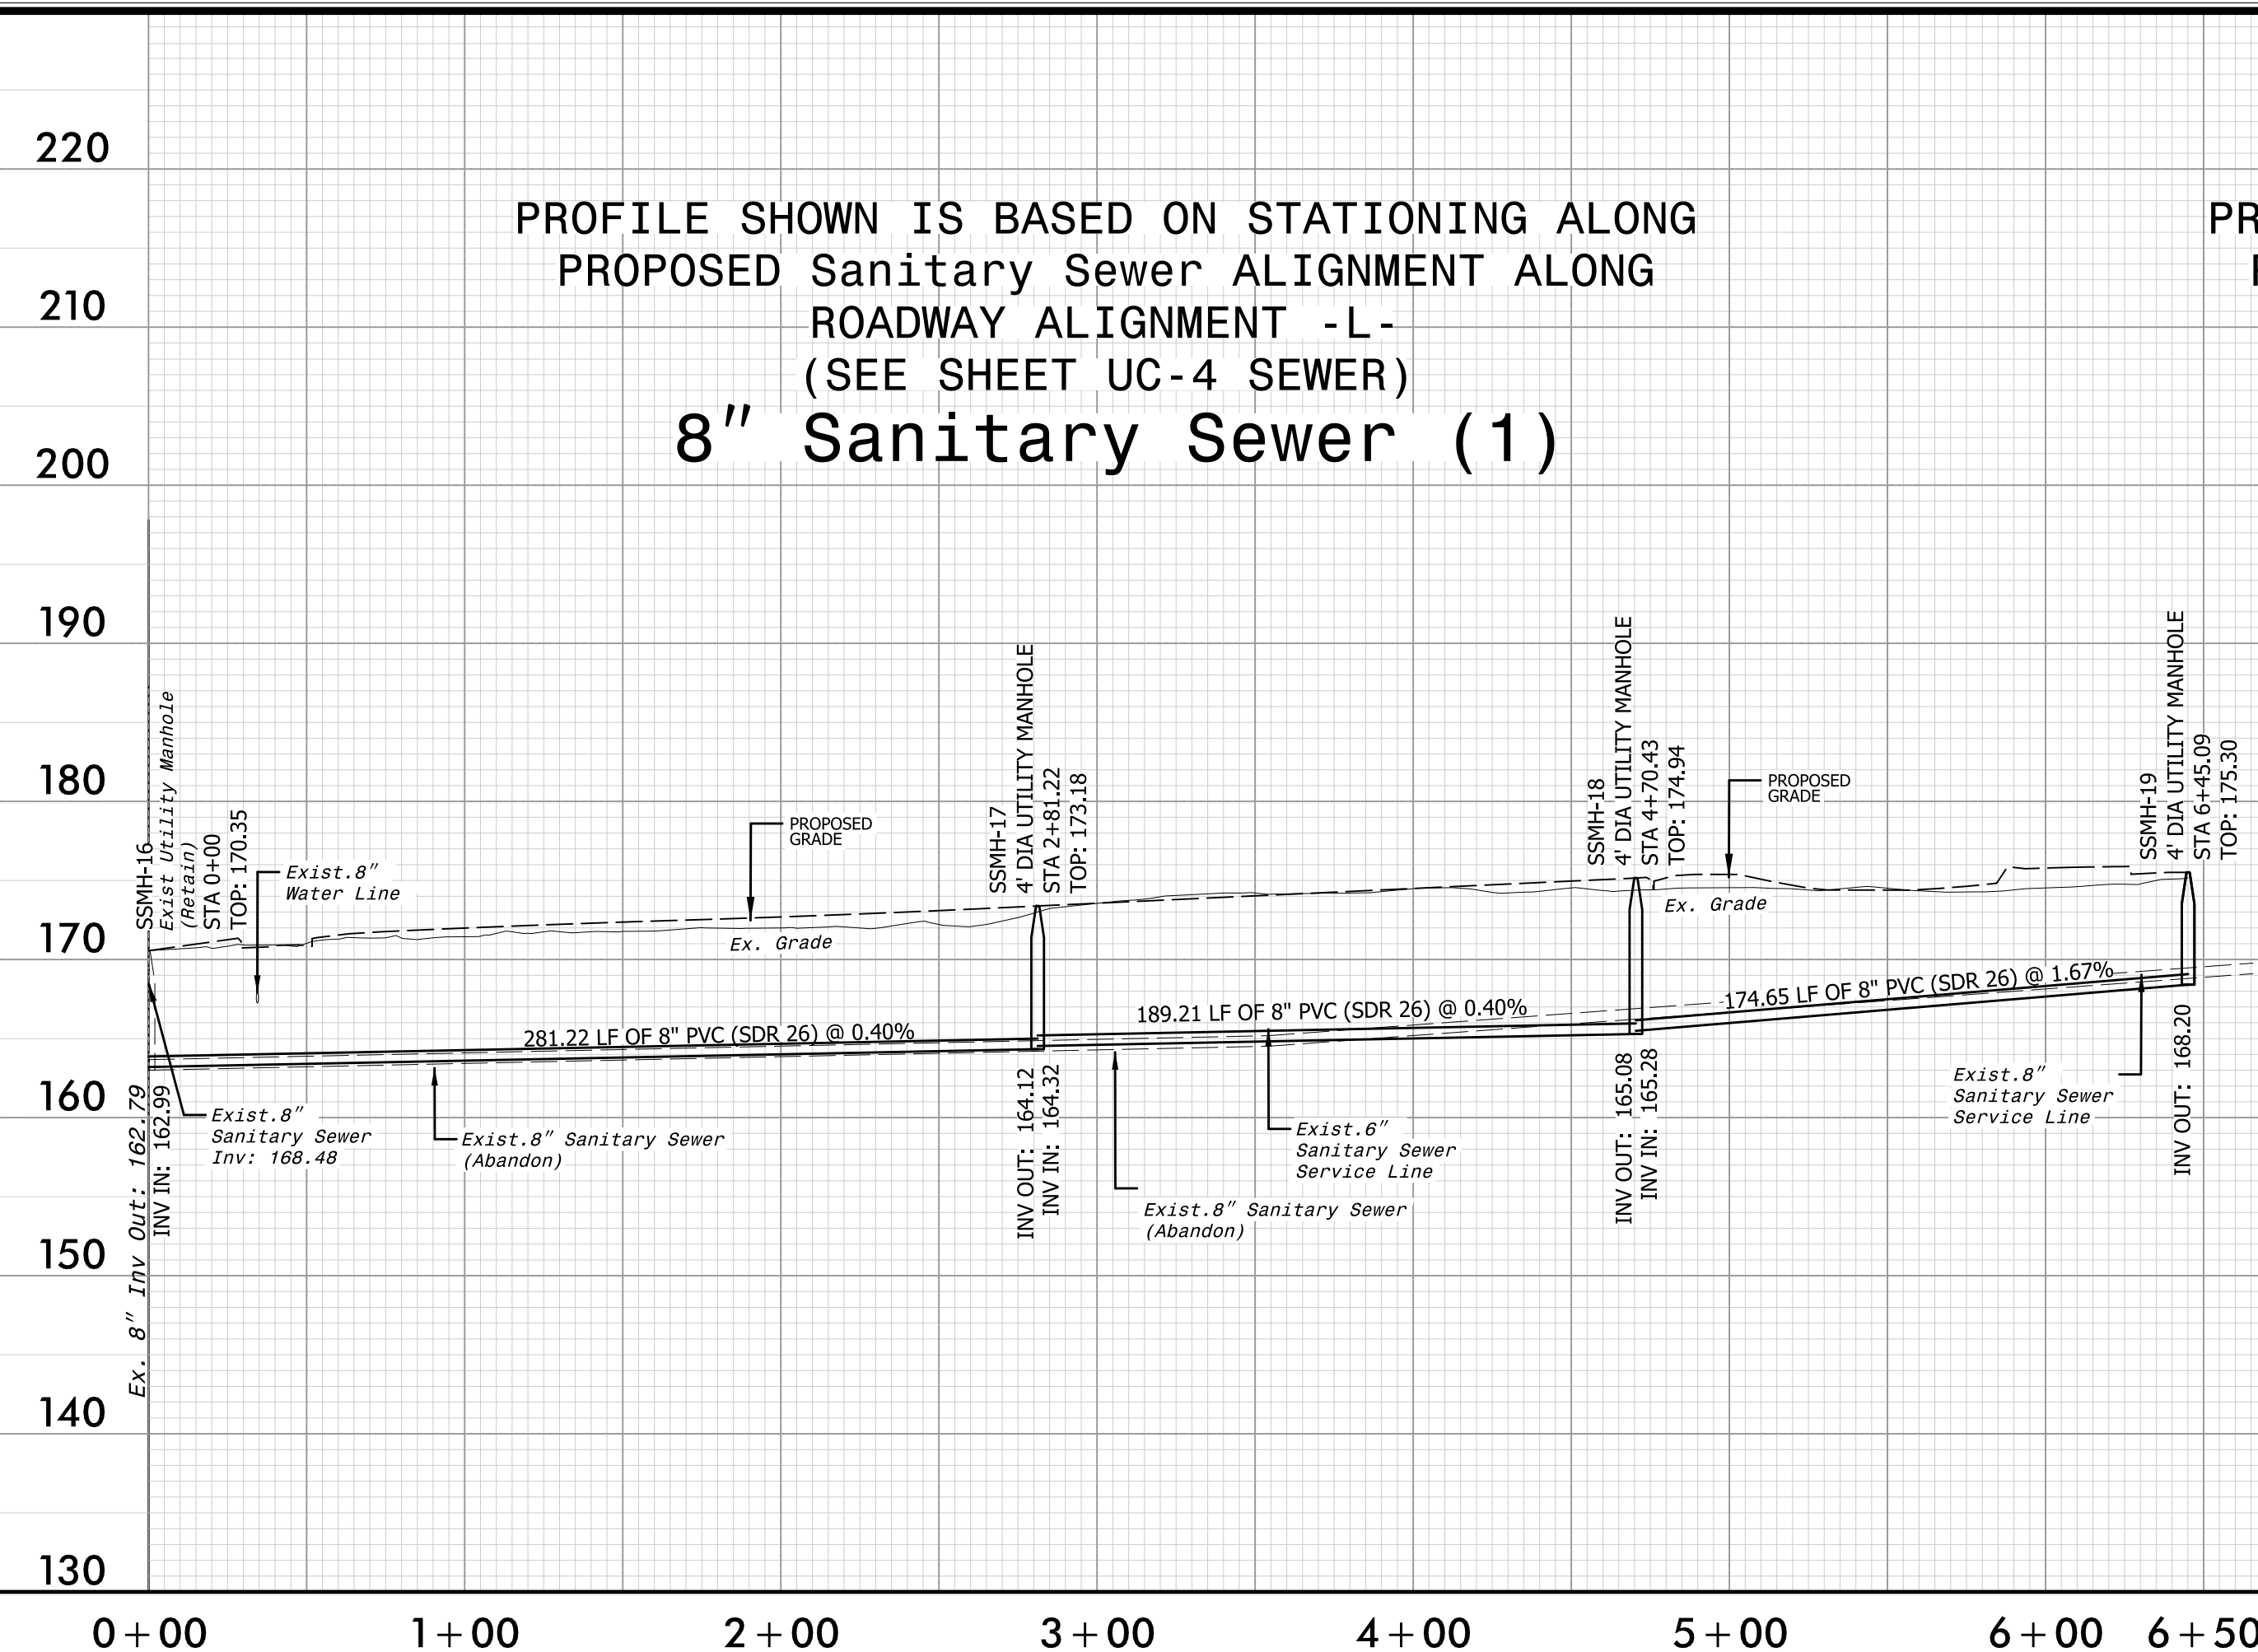 PROFILE SHOWN IS BASED ON STATIONING ALONG
PROPOSED Sanitary Sewer ALIGNMENT ALONG
ROADWAY ALIGNMENT -L-
(SEE SHEET UC-4 SEWER)
8" Sanitary Sewer (1)
PR
220
210
200
190
180
170
160
150
140
130
SSMH-16
Exist Utility Manhole
(Retain)
STA 0+00
TOP: 170.35
Exist.8"
Water Line
PROPOSED
GRADE
Ex. Grade
SSMH-17
4' DIA UTILITY MANHOLE
STA 2+81.22
TOP: 173.18
SSMH-18
4' DIA UTILITY MANHOLE
STA 4+70.43
TOP: 174.94
PROPOSED
GRADE
Ex. Grade
SSMH-19
4' DIA UTILITY MANHOLE
STA 6+45.09
TOP: 175.30
281.22 LF OF 8" PVC (SDR 26) @ 0.40%
189.21 LF OF 8" PVC (SDR 26) @ 0.40%
174.65 LF OF 8" PVC (SDR 26) @ 1.67%
Ex. 8" Inv Out: 162.79
INV IN: 162.99
Exist.8"
Sanitary Sewer
Inv: 168.48
Exist.8" Sanitary Sewer
(Abandon)
INV OUT: 164.12
INV IN: 164.32
Exist.8" Sanitary Sewer
(Abandon)
Exist.6"
Sanitary Sewer
Service Line
INV OUT: 165.08
INV IN: 165.28
Exist.8"
Sanitary Sewer
Service Line
INV OUT: 168.20
0+00
1+00
2+00
3+00
4+00
5+00
6+00
6+50